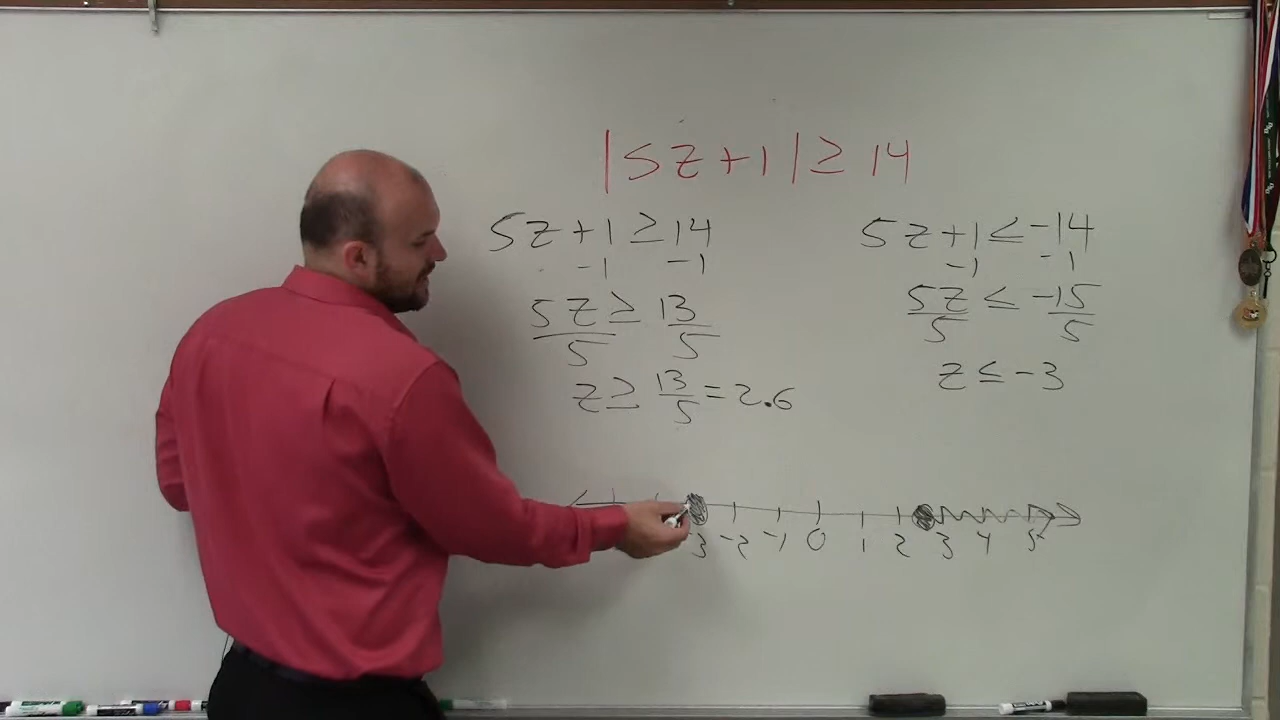 |5z+1| ≥ 14
5z+1 ≥ 14
-1 -1
5z ≥ 13
5 5
z ≥ 13/5 = 2.6
5z+1 ≤ -14
-1 -1
5z ≤ -15
5 5
z ≤ -3
3 -2 -1 0 1 2 3 4 5